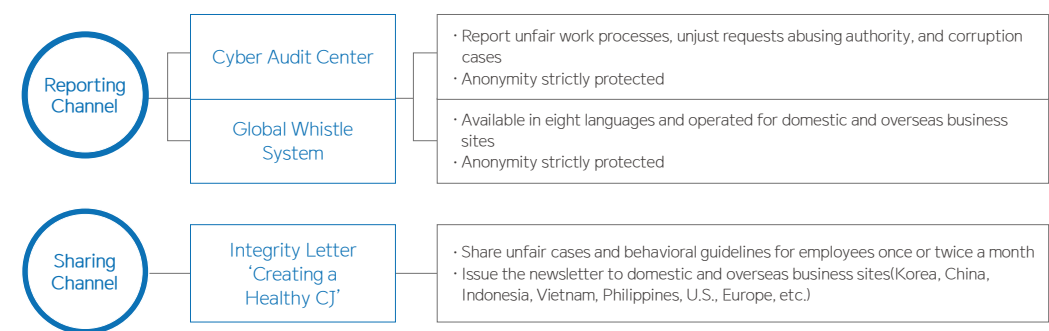 Reporting
Channel
Cyber Audit Center
· Report unfair work processes, unjust requests abusing authority, and corruption
cases
· Anonymity strictly protected
Global Whistle
System
· Available in eight languages and operated for domestic and overseas business
sites
· Anonymity strictly protected
Sharing
Channel
Integrity Letter
‘Creating a
Healthy CJ’
· Share unfair cases and behavioral guidelines for employees once or twice a month
· Issue the newsletter to domestic and overseas business sites(Korea, China,
Indonesia, Vietnam, Philippines, U.S., Europe, etc.)